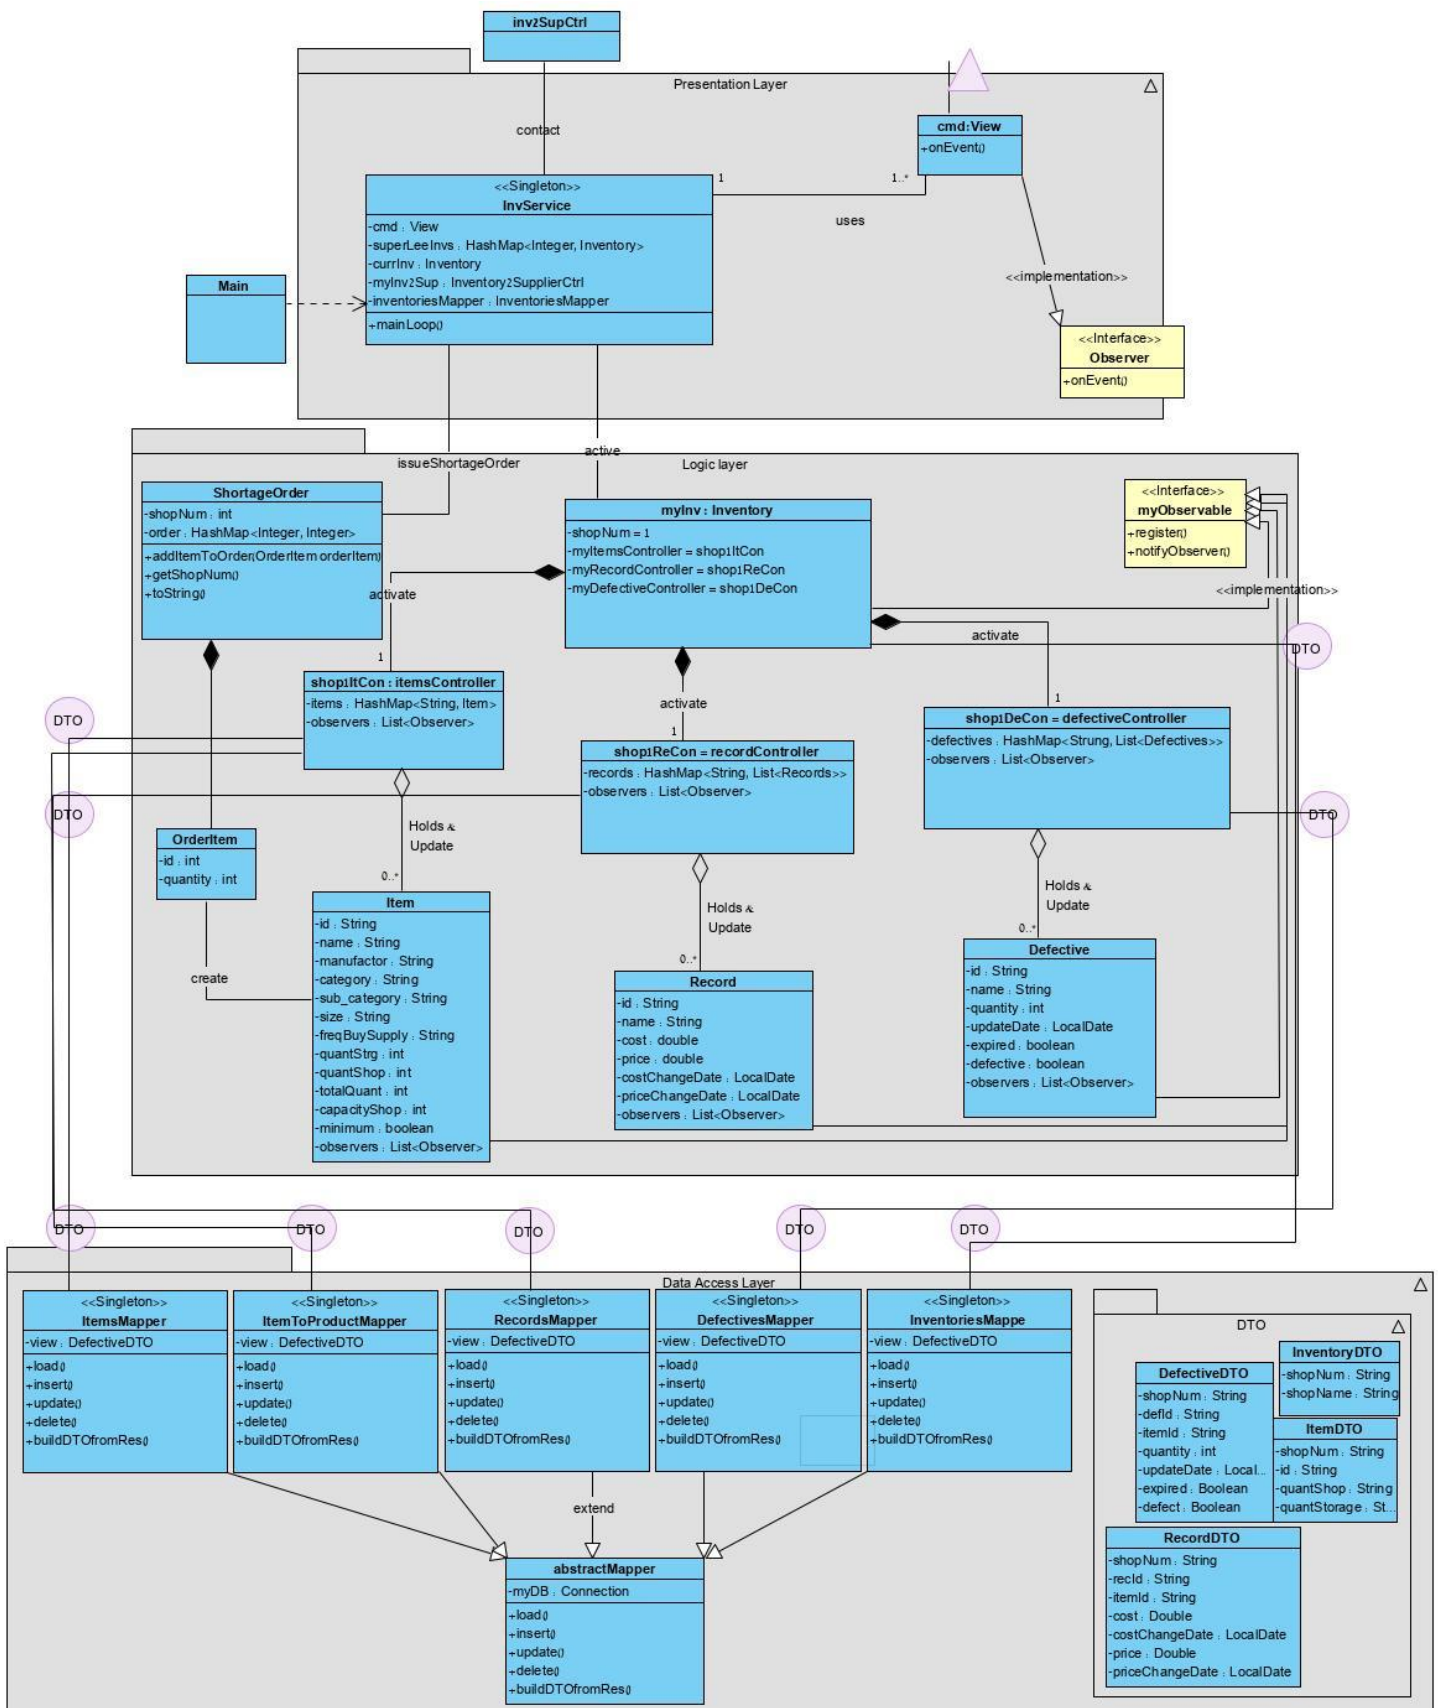 inv2SupCtrl
Presentation Layer
contact
cmd:View
+onEvent()
<<Singleton>>
InvService
-cmd : View
-superLeeInvs : HashMap<Integer, Inventory>
-currInv : Inventory
-myInv2Sup : Inventory2SupplierCtrl
-inventoriesMapper : InventoriesMapper
+mainLoop()
1
1..*
uses
Main
<<implementation>>
<<Interface>>
Observer
+onEvent()
issueShortageOrder
active
Logic layer
ShortageOrder
-shopNum : int
-order : HashMap<Integer, Integer>
+addItemToOrder(OrderItem orderItem)
+getShopNum()
+toString()
myInv : Inventory
-shopNum = 1
-myItemsController = shop1ItCon
-myRecordController = shop1ReCon
-myDefectiveController = shop1DeCon
<<Interface>>
myObservable
+register()
+notifyObserver()
<<implementation>>
activate
1
activate
1
activate
1
DTO
shop1ItCon : itemsController
-items : HashMap<String, Item>
-observers : List<Observer>
shop1ReCon = recordController
-records : HashMap<String, List<Records>>
-observers : List<Observer>
shop1DeCon = defectiveController
-defectives : HashMap<Strung, List<Defectives>>
-observers : List<Observer>
DTO
DTO
DTO
OrderItem
-id : int
-quantity : int
create
Holds &
Update
0..*
Holds &
Update
0..*
Holds &
Update
0..*
Item
-id : String
-name : String
-manufactor : String
-category : String
-sub_category : String
-size : String
-freqBuySupply : String
-quantStrg : int
-quantShop : int
-totalQuant : int
-capacityShop : int
-minimum : boolean
-observers : List<Observer>
Record
-id : String
-name : String
-cost : double
-price : double
-costChangeDate : LocalDate
-priceChangeDate : LocalDate
-observers : List<Observer>
Defective
-id : String
-name : String
-quantity : int
-updateDate : LocalDate
-expired : boolean
-defective : boolean
-observers : List<Observer>
DTO
DTO
DTO
DTO
DTO
Data Access Layer
<<Singleton>>
ItemsMapper
-view : DefectiveDTO
+load()
+insert()
+update()
+delete()
+buildDTOfromRes()
<<Singleton>>
ItemToProductMapper
-view : DefectiveDTO
+load()
+insert()
+update()
+delete()
+buildDTOfromRes()
<<Singleton>>
RecordsMapper
-view : DefectiveDTO
+load()
+insert()
+update()
+delete()
+buildDTOfromRes()
<<Singleton>>
DefectivesMapper
-view : DefectiveDTO
+load()
+insert()
+update()
+delete()
+buildDTOfromRes()
<<Singleton>>
InventoriesMappe
-view : DefectiveDTO
+load()
+insert()
+update()
+delete()
+buildDTOfromRes()
extend
abstractMapper
-myDB : Connection
+load()
+insert()
+update()
+delete()
+buildDTOfromRes()
DTO
InventoryDTO
-shopNum : String
-shopName : String
DefectiveDTO
-shopNum : String
-defId : String
-itemId : String
-quantity : int
-updateDate : Local...
-expired : Boolean
-defect : Boolean
ItemDTO
-shopNum : String
-id : String
-quantShop : String
-quantStorage : St...
RecordDTO
-shopNum : String
-recId : String
-itemId : String
-cost : Double
-costChangeDate : LocalDate
-price : Double
-priceChangeDate : LocalDate